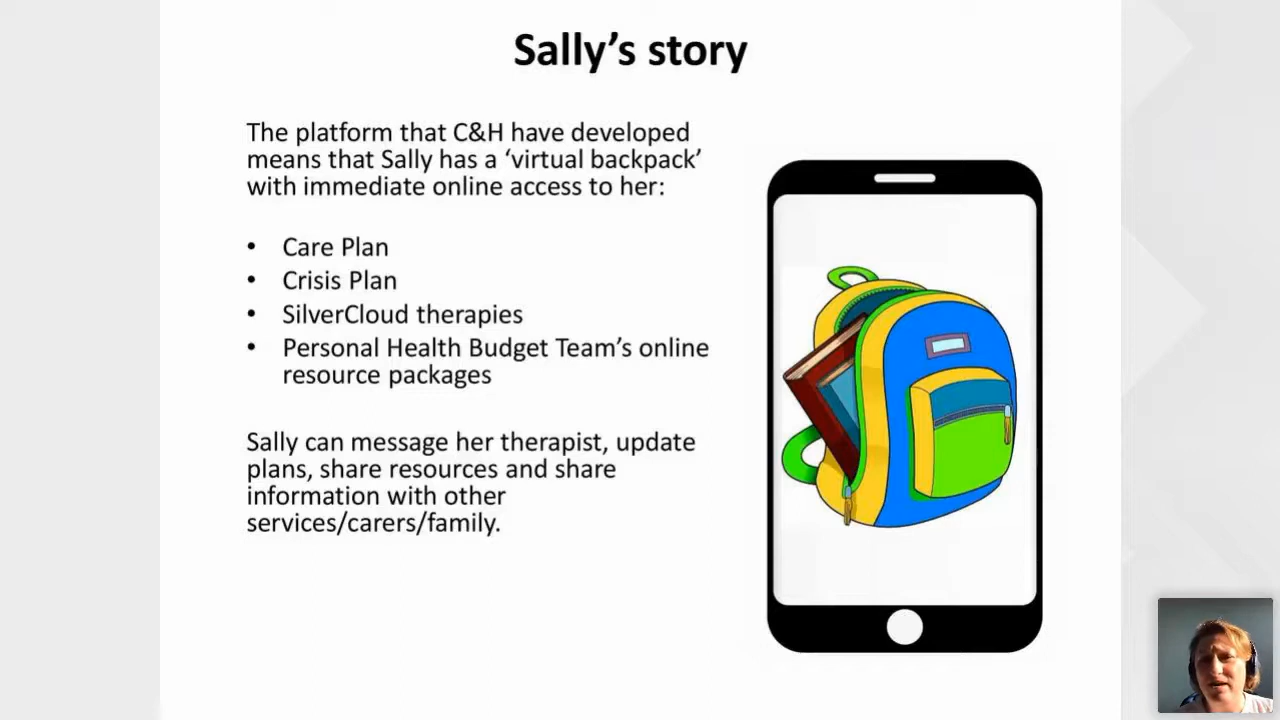 Sally’s story
The platform that C&H have developed
means that Sally has a ‘virtual backpack’
with immediate online access to her:
• Care Plan
• Crisis Plan
• SilverCloud therapies
• Personal Health Budget Team’s online
resource packages
Sally can message her therapist, update
plans, share resources and share
information with other
services/carers/family.